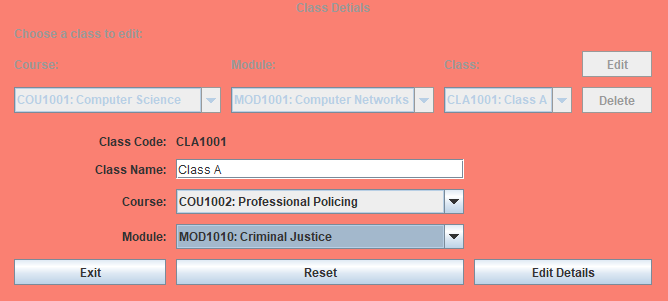 Class Details
Choose a class to edit:
Course: Module: Class: Edit
COU1001: Computer Science MOD1001: Computer Networks CLA1001: Class A Delete
Class Code: CLA1001
Class Name: Class A
Course: COU1002: Professional Policing
Module: MOD1010: Criminal Justice
Exit Reset Edit Details